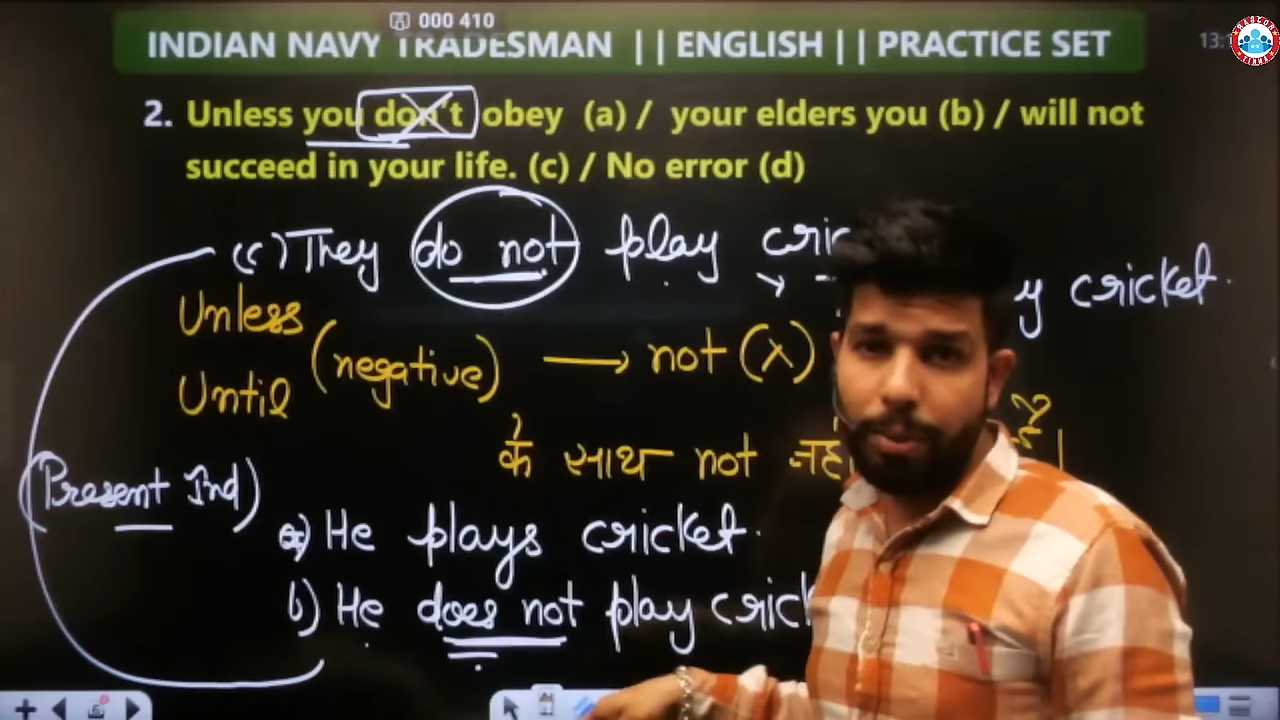 000 410
INDIAN NAVY TRADESMAN || ENGLISH || PRACTICE SET
2. Unless you don't obey (a) / your elders you (b) / will not
succeed in your life. (c) / No error (d)
(c) They do not play
y cricket.
Unless
Until
(negative) → not (x)
के साथ not
(Present Ind)
a) He plays cricket.
b) He does not play